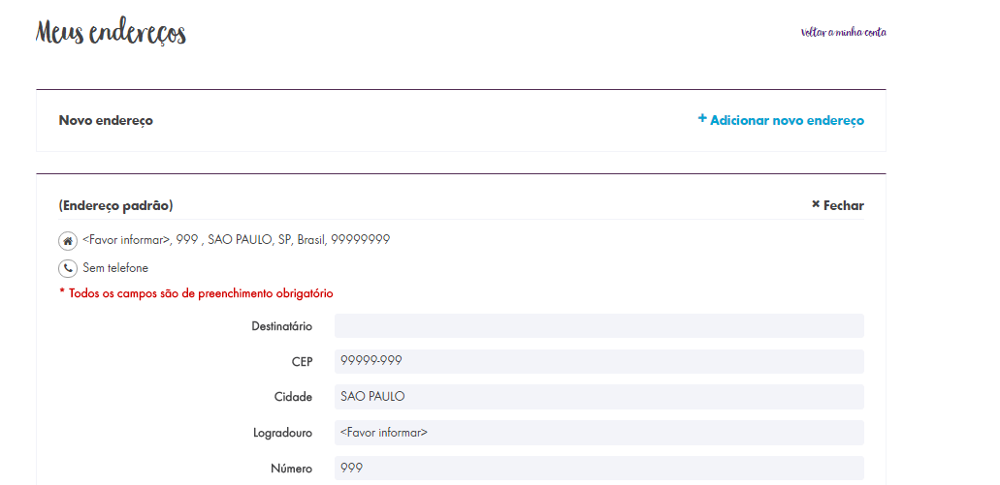 Meus endereços
Voltar a minha conta
Novo endereço
+ Adicionar novo endereço
(Endereço padrão)
× Fechar
<Favor informar>, 999 , SAO PAULO, SP, Brasil, 99999999
Sem telefone
* Todos os campos são de preenchimento obrigatório
Destinatário
CEP 99999-999
Cidade SAO PAULO
Logradouro <Favor informar>
Número 999